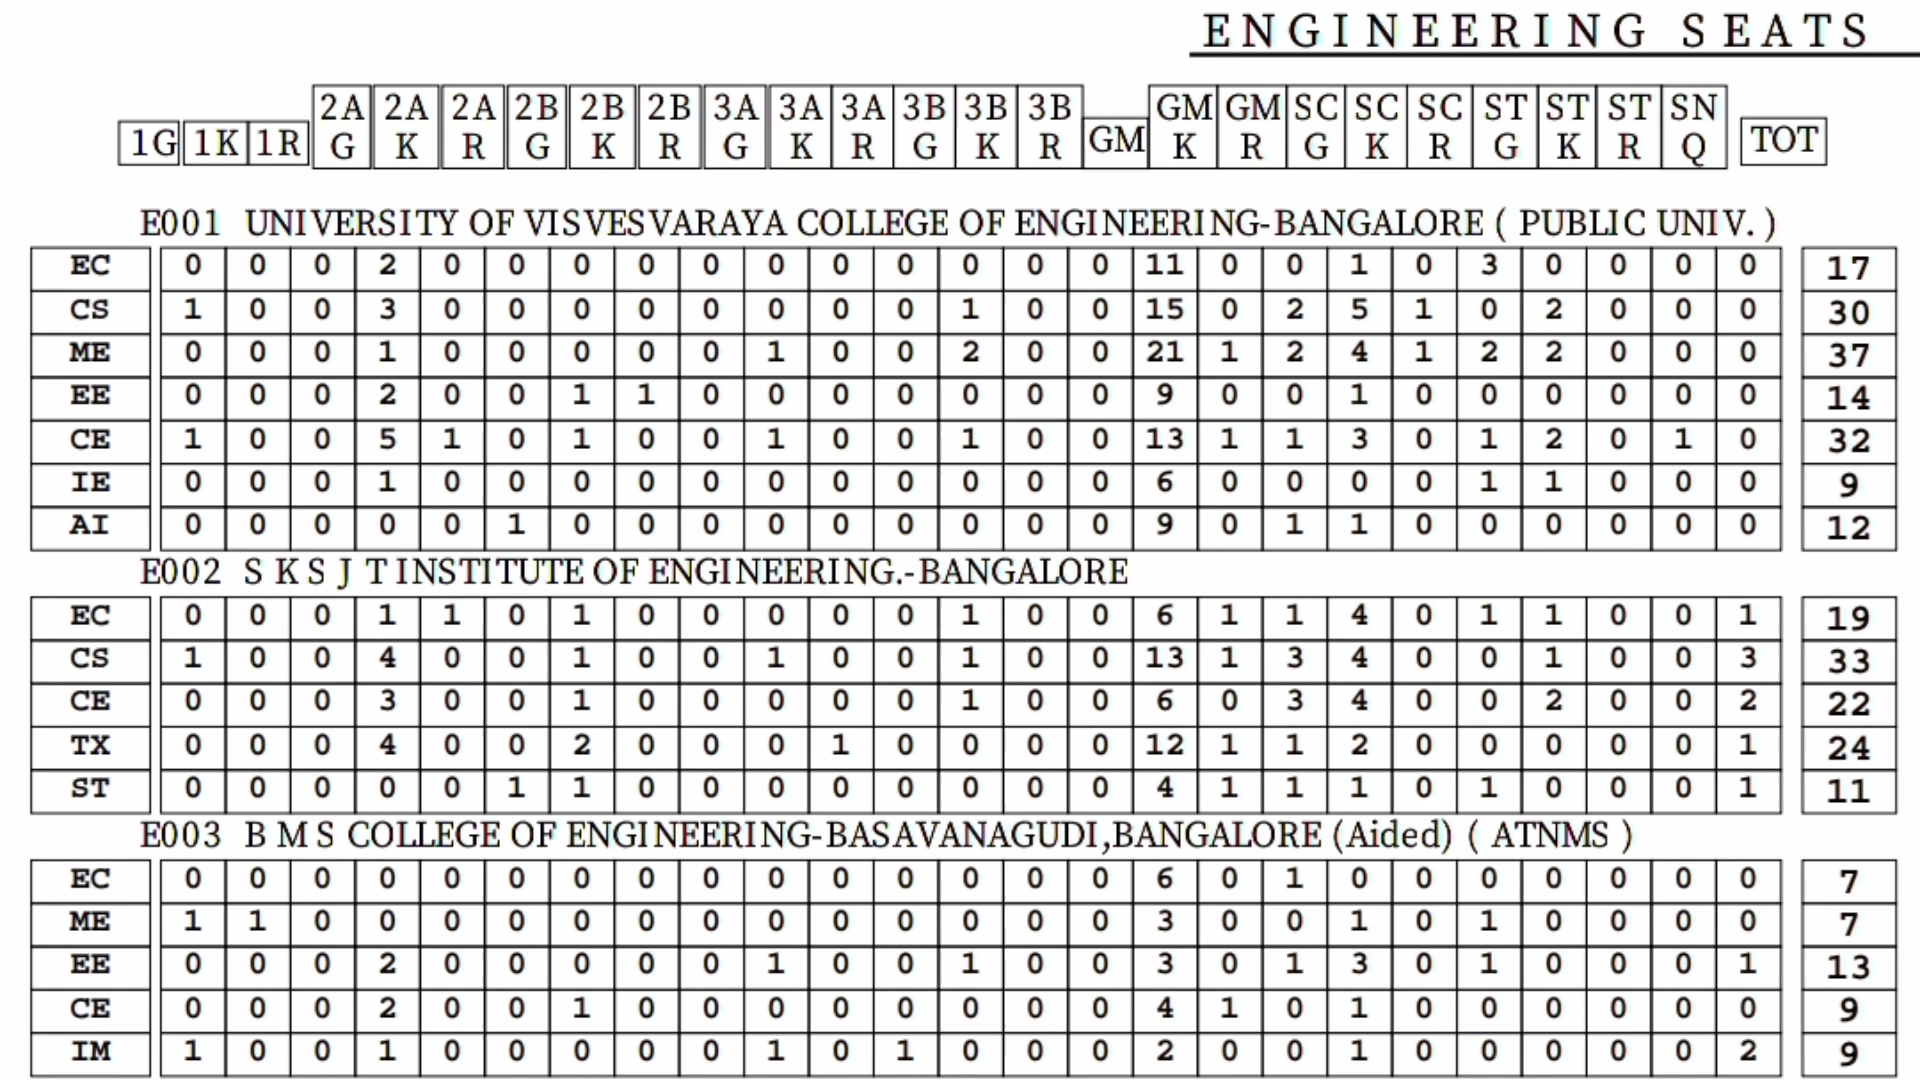 ENGINEERING SEATS
1G 1K 1R 2AG 2AK 2AR 2BG 2BK 2BR 3AG 3AK 3AR 3BG 3BK 3BR GM GMK GMR SCG SCK SCR STG STK STR SNQ TOT
E001 UNIVERSITY OF VISVESVARAYA COLLEGE OF ENGINEERING-BANGALORE ( PUBLIC UNIV. )
EC 0 0 0 2 0 0 0 0 0 0 0 0 0 0 0 11 0 0 1 0 3 0 0 0 0 17
CS 1 0 0 3 0 0 0 0 0 0 0 0 1 0 0 15 0 2 5 1 0 2 0 0 0 30
ME 0 0 0 1 0 0 0 0 0 1 0 0 2 0 0 21 1 2 4 1 2 2 0 0 0 37
EE 0 0 0 2 0 0 1 1 0 0 0 0 0 0 0 9 0 0 1 0 0 0 0 0 0 14
CE 1 0 0 5 1 0 1 0 0 1 0 0 1 0 0 13 1 1 3 0 1 2 0 1 0 32
IE 0 0 0 1 0 0 0 0 0 0 0 0 0 0 0 6 0 0 0 0 1 1 0 0 0 9
AI 0 0 0 0 0 1 0 0 0 0 0 0 0 0 0 9 0 1 1 0 0 0 0 0 0 12
E002 S K S J T INSTITUTE OF ENGINEERING.-BANGALORE
EC 0 0 0 1 1 0 1 0 0 0 0 0 1 0 0 6 1 1 4 0 1 1 0 0 1 19
CS 1 0 0 4 0 0 1 0 0 1 0 0 1 0 0 13 1 3 4 0 0 1 0 0 3 33
CE 0 0 0 3 0 0 1 0 0 0 0 0 1 0 0 6 0 3 4 0 0 2 0 0 2 22
TX 0 0 0 4 0 0 2 0 0 0 1 0 0 0 0 12 1 1 2 0 0 0 0 0 1 24
ST 0 0 0 0 0 1 1 0 0 0 0 0 0 0 0 4 1 1 1 0 1 0 0 0 1 11
E003 B M S COLLEGE OF ENGINEERING-BASAVANAGUDI,BANGALORE (Aided) ( ATNMS )
EC 0 0 0 0 0 0 0 0 0 0 0 0 0 0 0 6 0 1 0 0 0 0 0 0 0 7
ME 1 1 0 0 0 0 0 0 0 0 0 0 0 0 0 3 0 0 1 0 1 0 0 0 0 7
EE 0 0 0 2 0 0 0 0 0 1 0 0 1 0 0 3 0 1 3 0 1 0 0 0 1 13
CE 0 0 0 2 0 0 1 0 0 0 0 0 0 0 0 4 1 0 1 0 0 0 0 0 0 9
IM 1 0 0 1 0 0 0 0 0 1 0 1 0 0 0 2 0 0 1 0 0 0 0 0 2 9